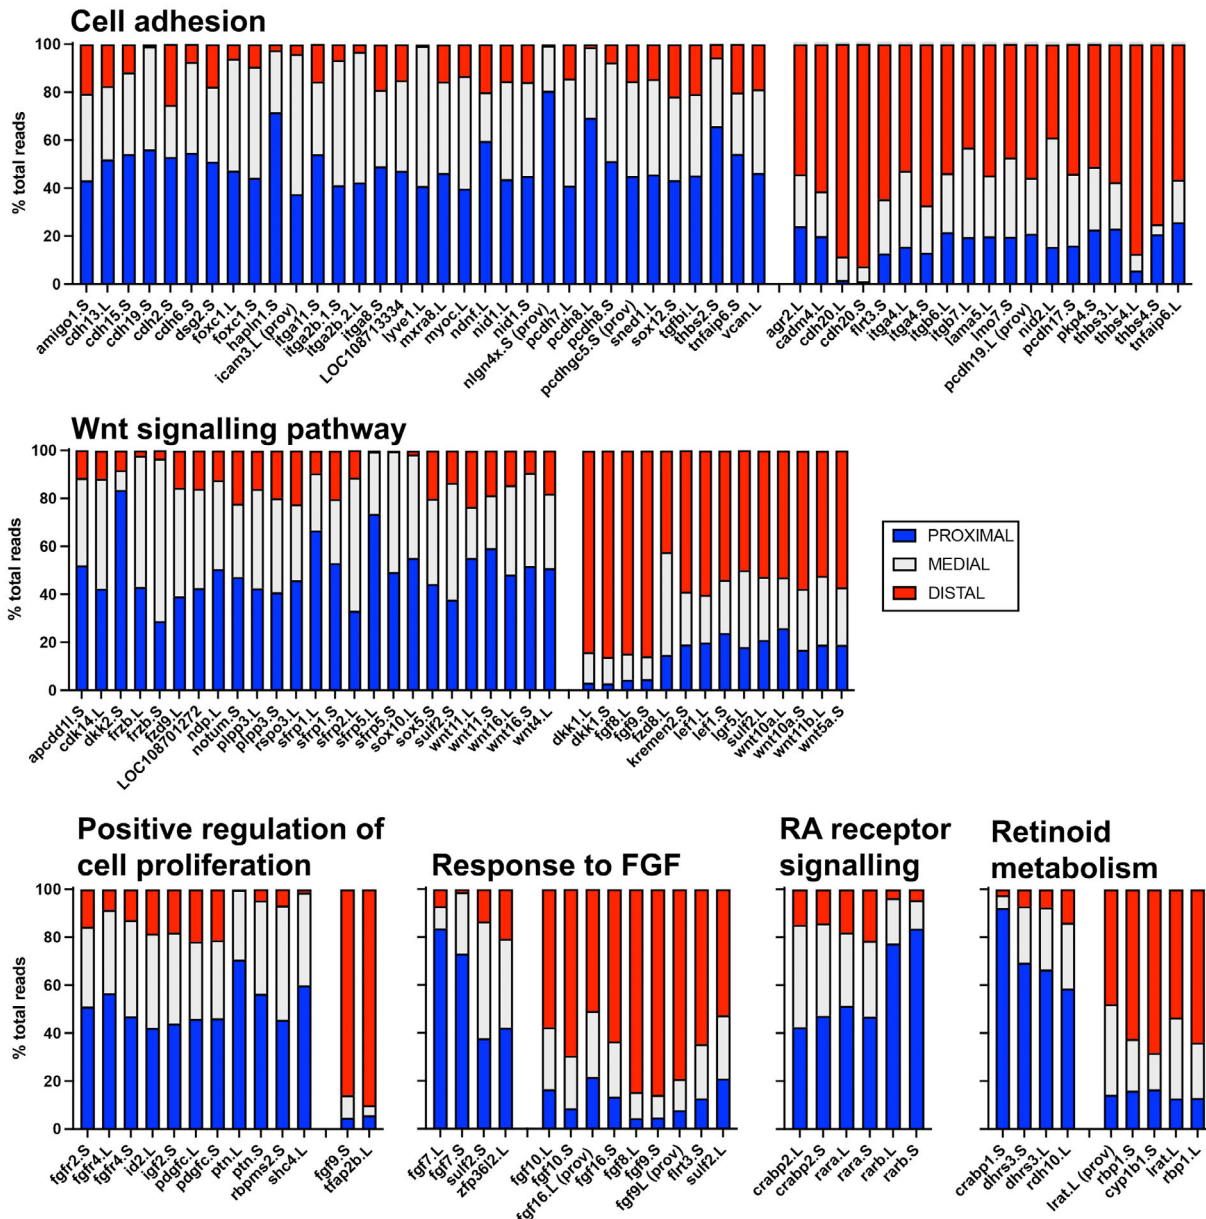 Cell adhesion
% total reads
100
80
60
40
20
0
amigo1.S
cdh13.L
cdh15.S
cdh19.S
cdh2.S
cdh6.S
dsg2.S
foxc1.L
foxc1.S
hapln1.S
icam3.L (prov)
itga11.S
itga2b.1.S
itga2b.2.L
itga8.S
LOC108713334
lyve1.L
mxra8.L
myoc.L
ndnf.L
nid1.L
nid1.S
nlgn4x.S (prov)
pcdh7.L
pcdh8.L
pcdh8.S
pcdhgc5.S (prov)
sned1.L
sox12.S
tgfbi.L
thbs2.S
tnfaip6.S
vcan.L
agr2.L
cadm4.L
cdh20.L
cdh20.S
flrt3.S
itga4.L
itga4.S
itgb6.L
itgb7.L
lama5.L
lmo7.S
pcdh19.L (prov)
nid2.L
pcdh17.S
pkp4.S
thbs3.L
thbs4.L
thbs4.S
tnfaip6.L
Wnt signalling pathway
% total reads
100
80
60
40
20
0
apcdd1l.S
cdk14.L
dkk2.S
frzb.L
frzb.S
fzd9.L
LOC108701272
ndp.L
notum.S
plpp3.L
plpp3.S
rspo3.L
sfrp1.L
sfrp1.S
sfrp2.L
sfrp5.L
sfrp5.S
sox10.L
sox5.S
sulf2.S
wnt11.L
wnt11.S
wnt16.L
wnt16.S
wnt4.L
dkk1.L
dkk1.S
fgf8.L
fgf9.S
fzd8.L
kremen2.S
lef1.L
lef1.S
lgr5.L
sulf2.L
wnt10a.L
wnt10a.S
wnt11b.L
wnt5a.S
PROXIMAL
MEDIAL
DISTAL
Positive regulation of
cell proliferation
% total reads
100
80
60
40
20
0
fgfr2.S
fgfr4.L
fgfr4.S
id2.L
igf2.S
pdgfc.L
pdgfc.S
ptn.L
ptn.S
rbpms2.S
shc4.L
fgf9.S
tfap2b.L
Response to FGF
fgf7.L
fgf7.S
sulf2.S
zfp36l2.L
fgf10.L
fgf10.S
fgf16.L (prov)
fgf16.S
fgf8.L
fgf9.S
fgf9L (prov)
flrt3.S
sulf2.L
RA receptor
signalling
crabp2.L
crabp2.S
rara.L
rara.S
rarb.L
rarb.S
Retinoid
metabolism
crabp1.S
dhrs3.S
dhrs3.L
rdh10.L
lrat.L (prov)
rbp1.S
cyp1b1.S
lrat.L
rbp1.L